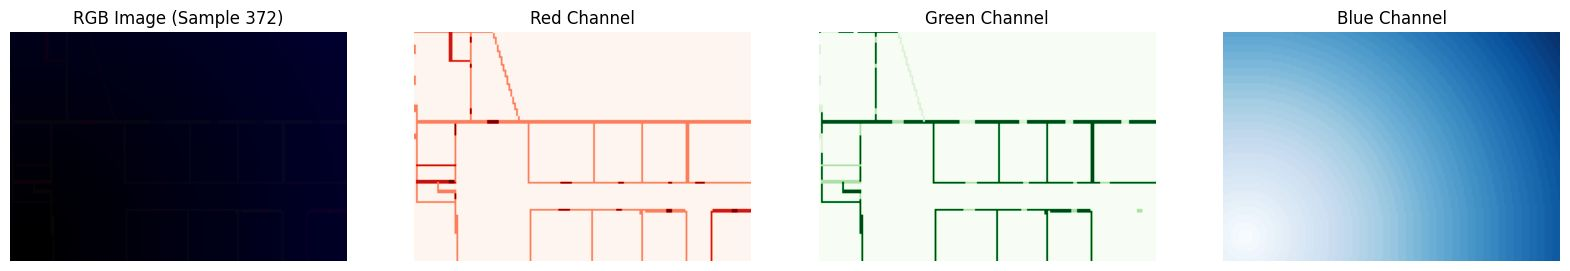 RGB Image (Sample 372)
Red Channel
Green Channel
Blue Channel